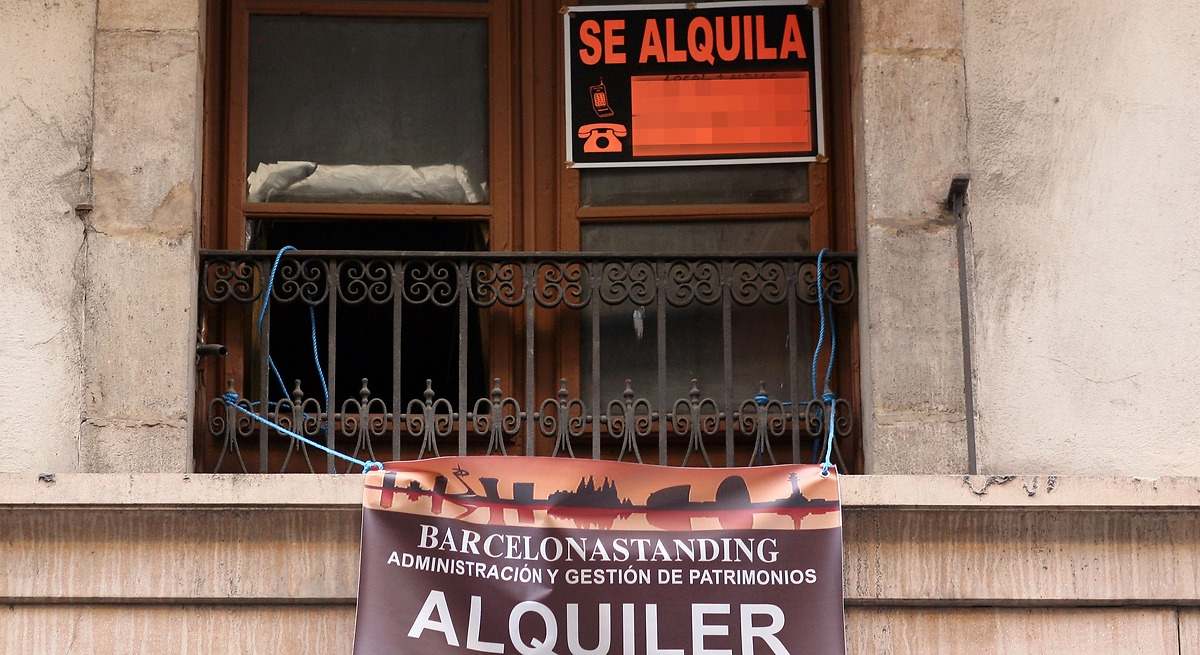 SE ALQUILA
BARCELONASTANDING
ADMINISTRACIÓN Y GESTIÓN DE PATRIMONIOS
ALQUILER